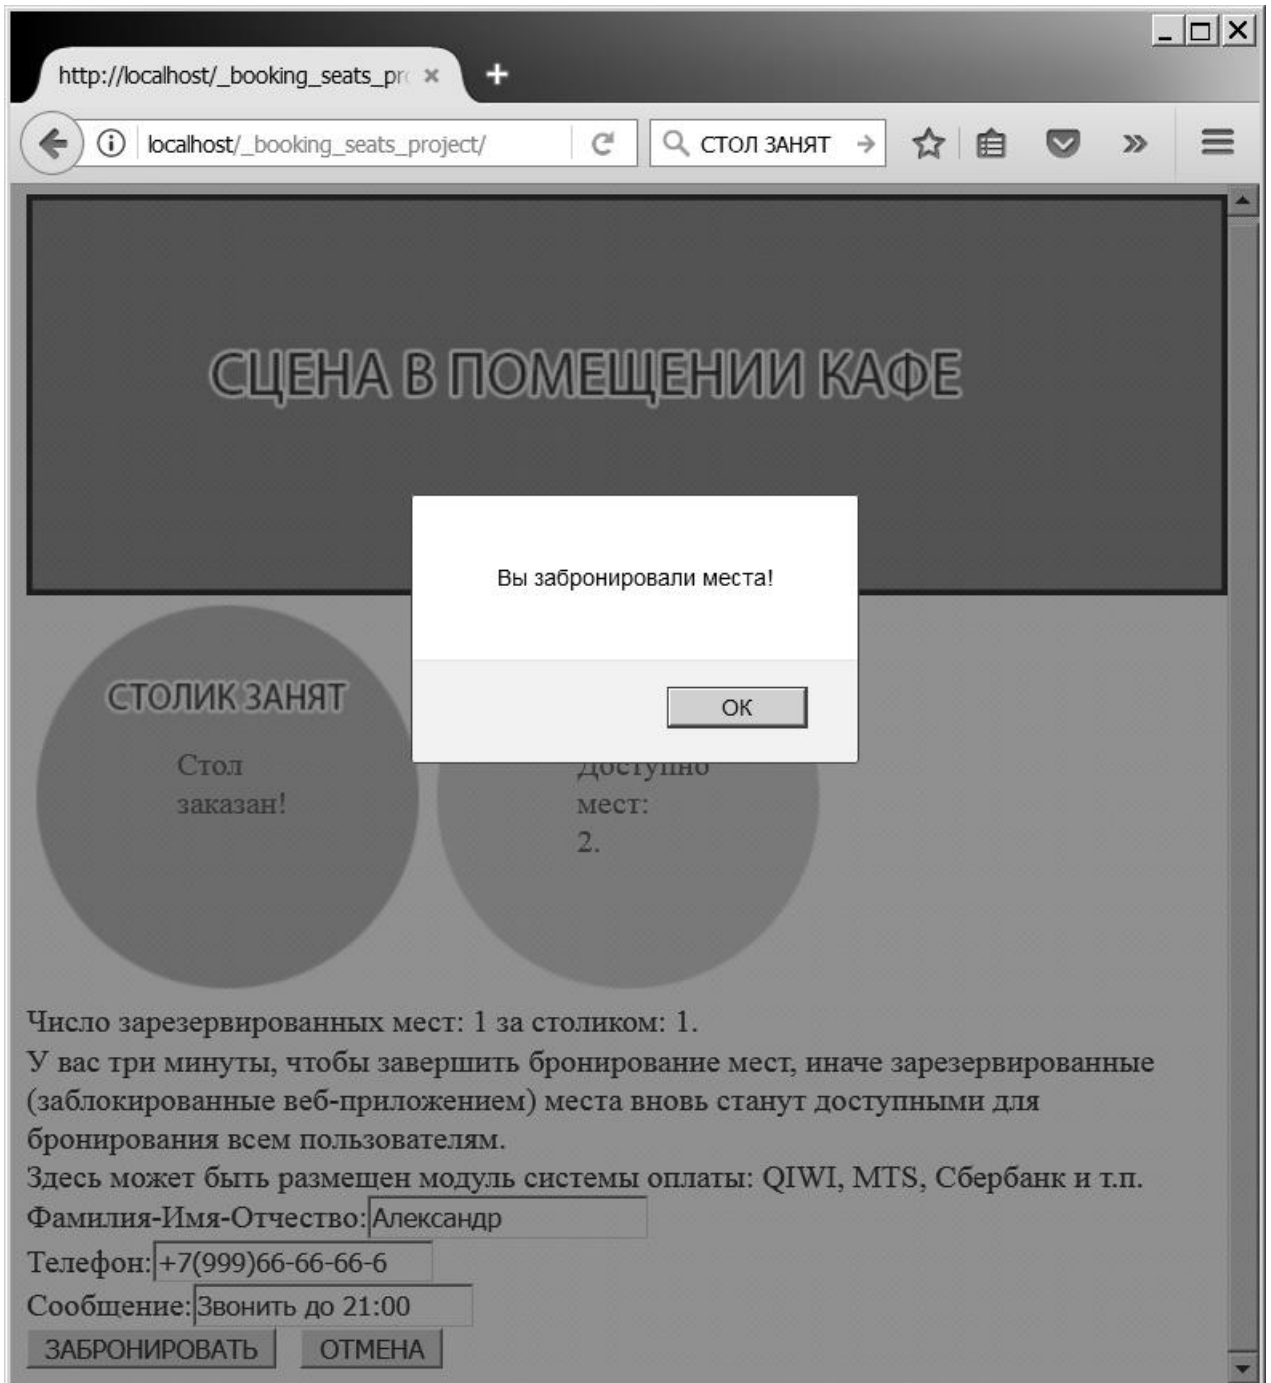 http://localhost/_booking_seats_pr
localhost/_booking_seats_project/
СТОЛ ЗАНЯТ
СЦЕНА В ПОМЕЩЕНИИ КАФЕ
Вы забронировали места!
ОК
СТОЛИК ЗАНЯТ
Стол
заказан!
Доступно
мест:
2.
Число зарезервированных мест: 1 за столиком: 1.
У вас три минуты, чтобы завершить бронирование мест, иначе зарезервированные
(заблокированные веб-приложением) места вновь станут доступными для
бронирования всем пользователям.
Здесь может быть размещен модуль системы оплаты: QIWI, MTS, Сбербанк и т.п.
Фамилия-Имя-Отчество: Александр
Телефон: +7(999)66-66-66-6
Сообщение: Звонить до 21:00
ЗАБРОНИРОВАТЬ ОТМЕНА